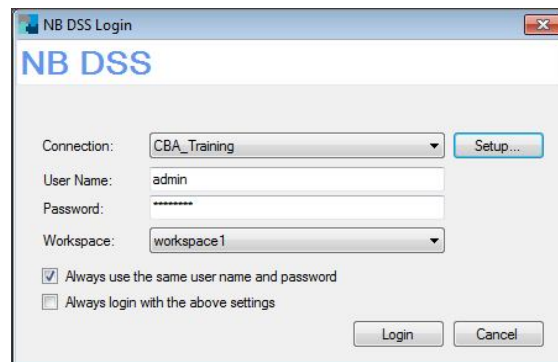 NB DSS Login
NB DSS
Connection: CBA_Training Setup...
User Name: admin
Password: ********
Workspace: workspace1
Always use the same user name and password
Always login with the above settings
Login Cancel